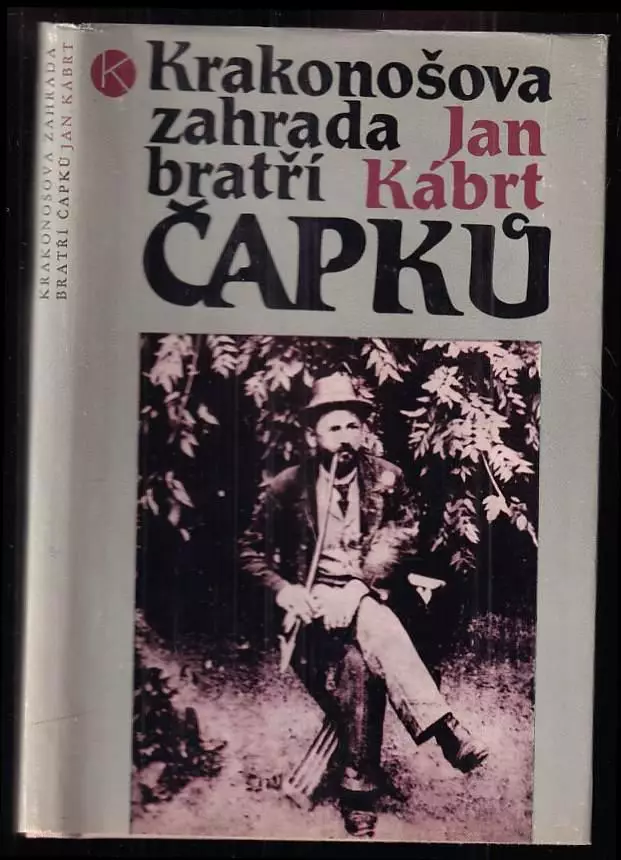 KRAKONOŠOVA ZAHRADA
BRATŘÍ ČAPKŮ JAN KÁBRT
K
Krakonošova
zahrada Jan
bratří Kábrt
ČAPKŮ